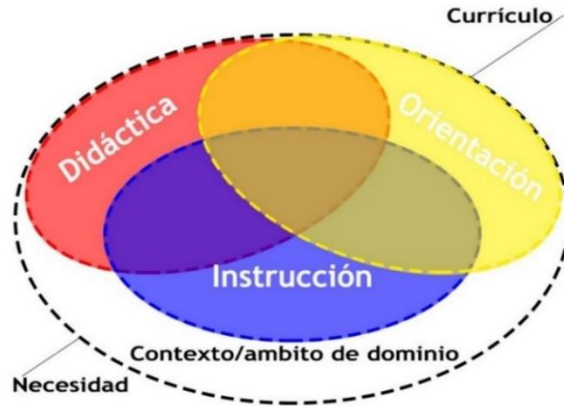 Currículo
Didáctica
Orientación
Instrucción
Contexto/ambito de dominio
Necesidad